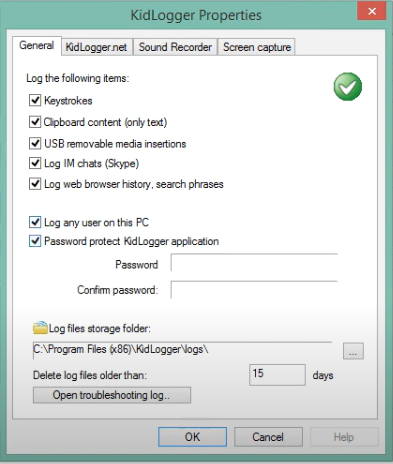 KidLogger Properties
General KidLogger.net Sound Recorder Screen capture
Log the following items:
Keystrokes
Clipboard content (only text)
USB removable media insertions
Log IM chats (Skype)
Log web browser history, search phrases
Log any user on this PC
Password protect KidLogger application
Password
Confirm password:
Log files storage folder:
C:\Program Files (x86)\KidLogger\logs\
...
Delete log files older than: 15 days
Open troubleshooting log..
OK Cancel Help